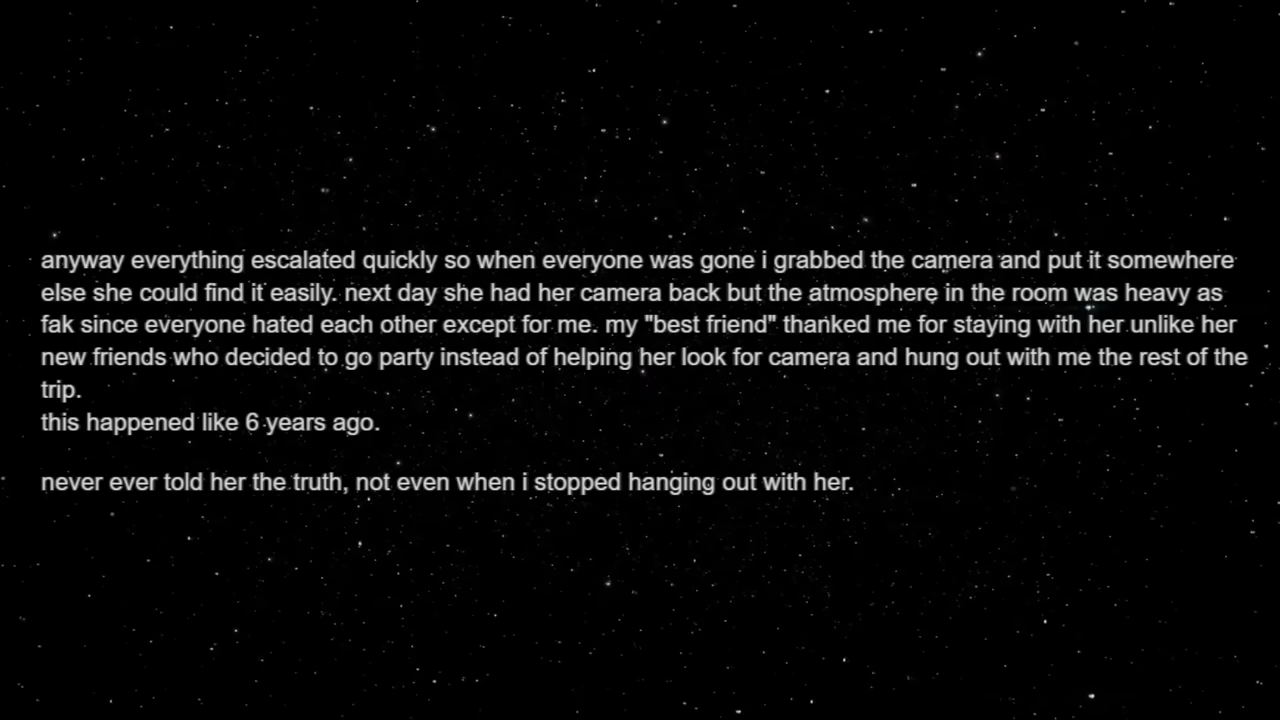 anyway everything escalated quickly so when everyone was gone i grabbed the camera and put it somewhere
else she could find it easily. next day she had her camera back but the atmosphere in the room was heavy as
fak since everyone hated each other except for me. my "best friend" thanked me for staying with her unlike her
new friends who decided to go party instead of helping her look for camera and hung out with me the rest of the
trip.
this happened like 6 years ago.
never ever told her the truth, not even when i stopped hanging out with her.